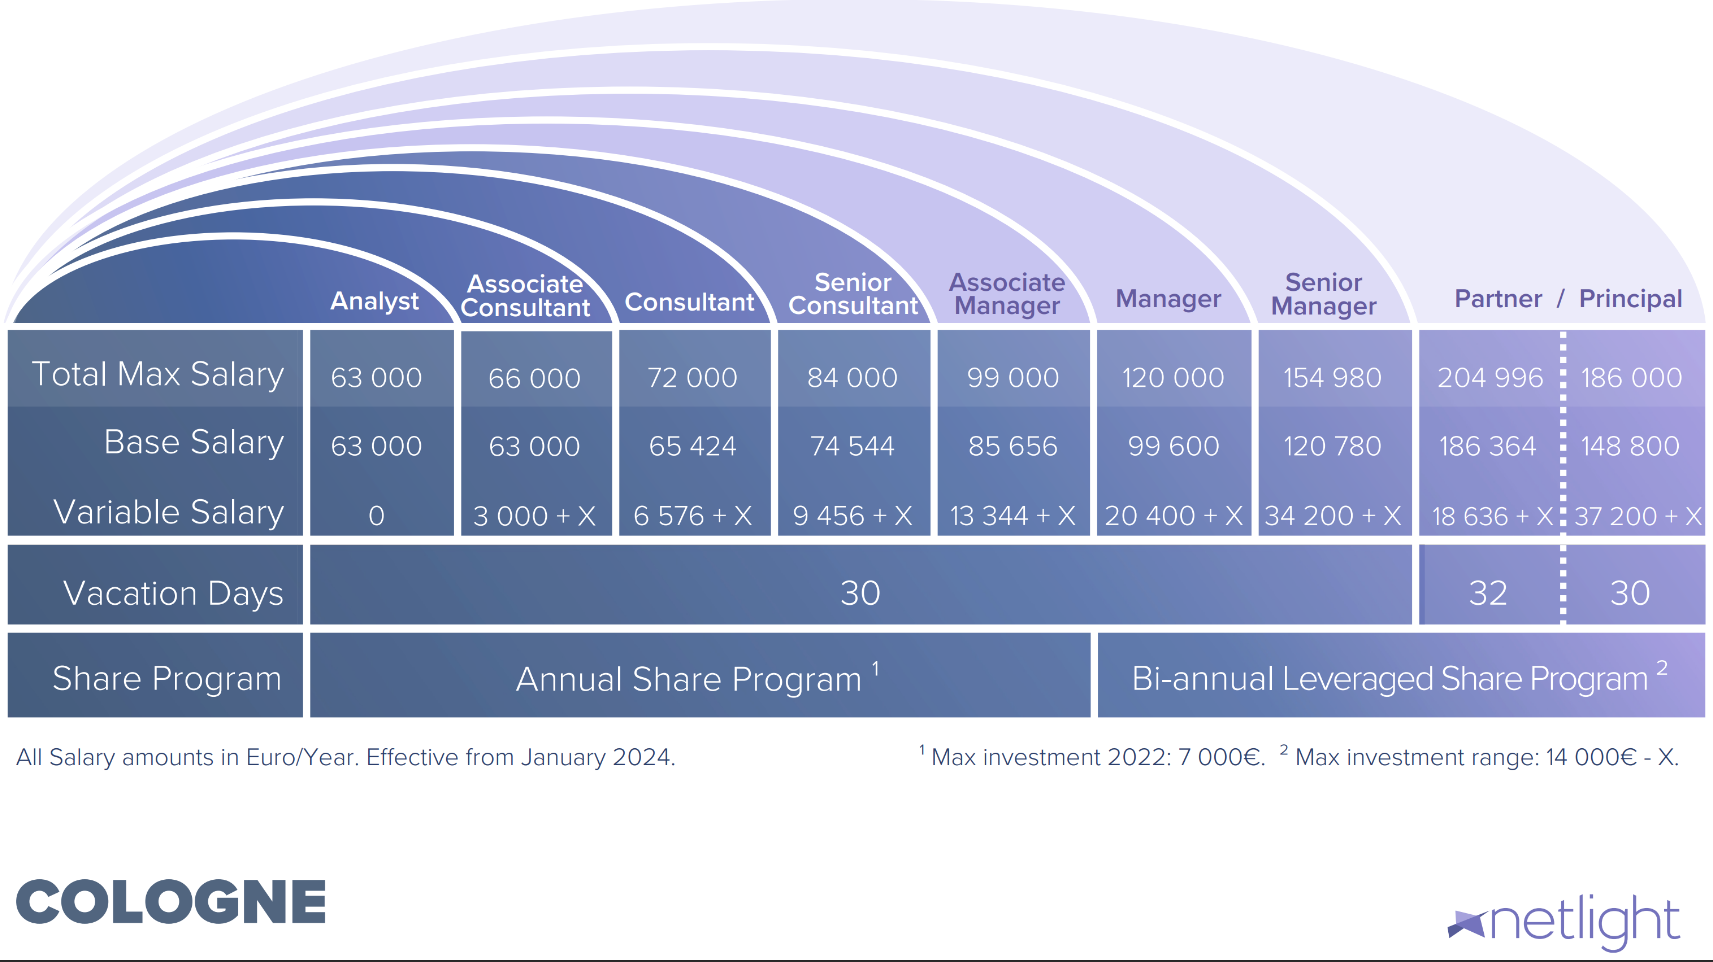 Analyst
Associate
Consultant
Consultant
Senior
Consultant
Associate
Manager
Manager
Senior
Manager
Partner / Principal
Total Max Salary 63 000 66 000 72 000 84 000 99 000 120 000 154 980 204 996 186 000
Base Salary 63 000 63 000 65 424 74 544 85 656 99 600 120 780 186 364 148 800
Variable Salary 0 3 000 + X 6 576 + X 9 456 + X 13 344 + X 20 400 + X 34 200 + X 18 636 + X 37 200 + X
Vacation Days 30 32 30
Share Program Annual Share Program ¹ Bi-annual Leveraged Share Program ²
All Salary amounts in Euro/Year. Effective from January 2024. ¹ Max investment 2022: 7 000€. ² Max investment range: 14 000€ - X.
COLOGNE
netlight